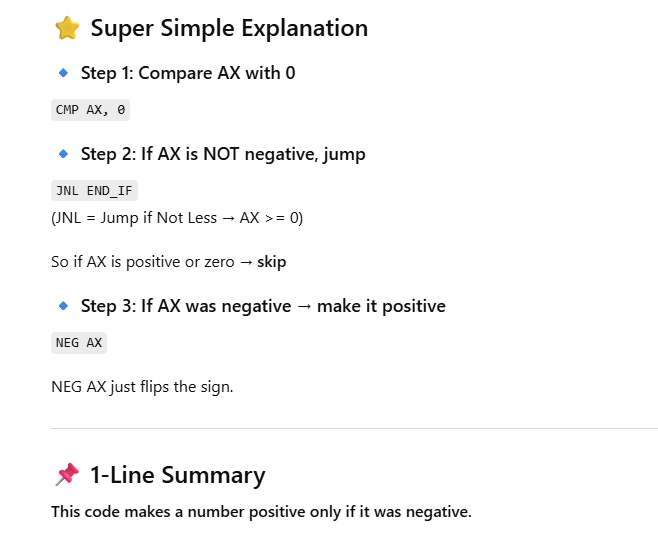 ⭐ Super Simple Explanation
🔹 Step 1: Compare AX with 0
CMP AX, 0
🔹 Step 2: If AX is NOT negative, jump
JNL END_IF
(JNL = Jump if Not Less → AX >= 0)
So if AX is positive or zero → skip
🔹 Step 3: If AX was negative → make it positive
NEG AX
NEG AX just flips the sign.
📌 1-Line Summary
This code makes a number positive only if it was negative.